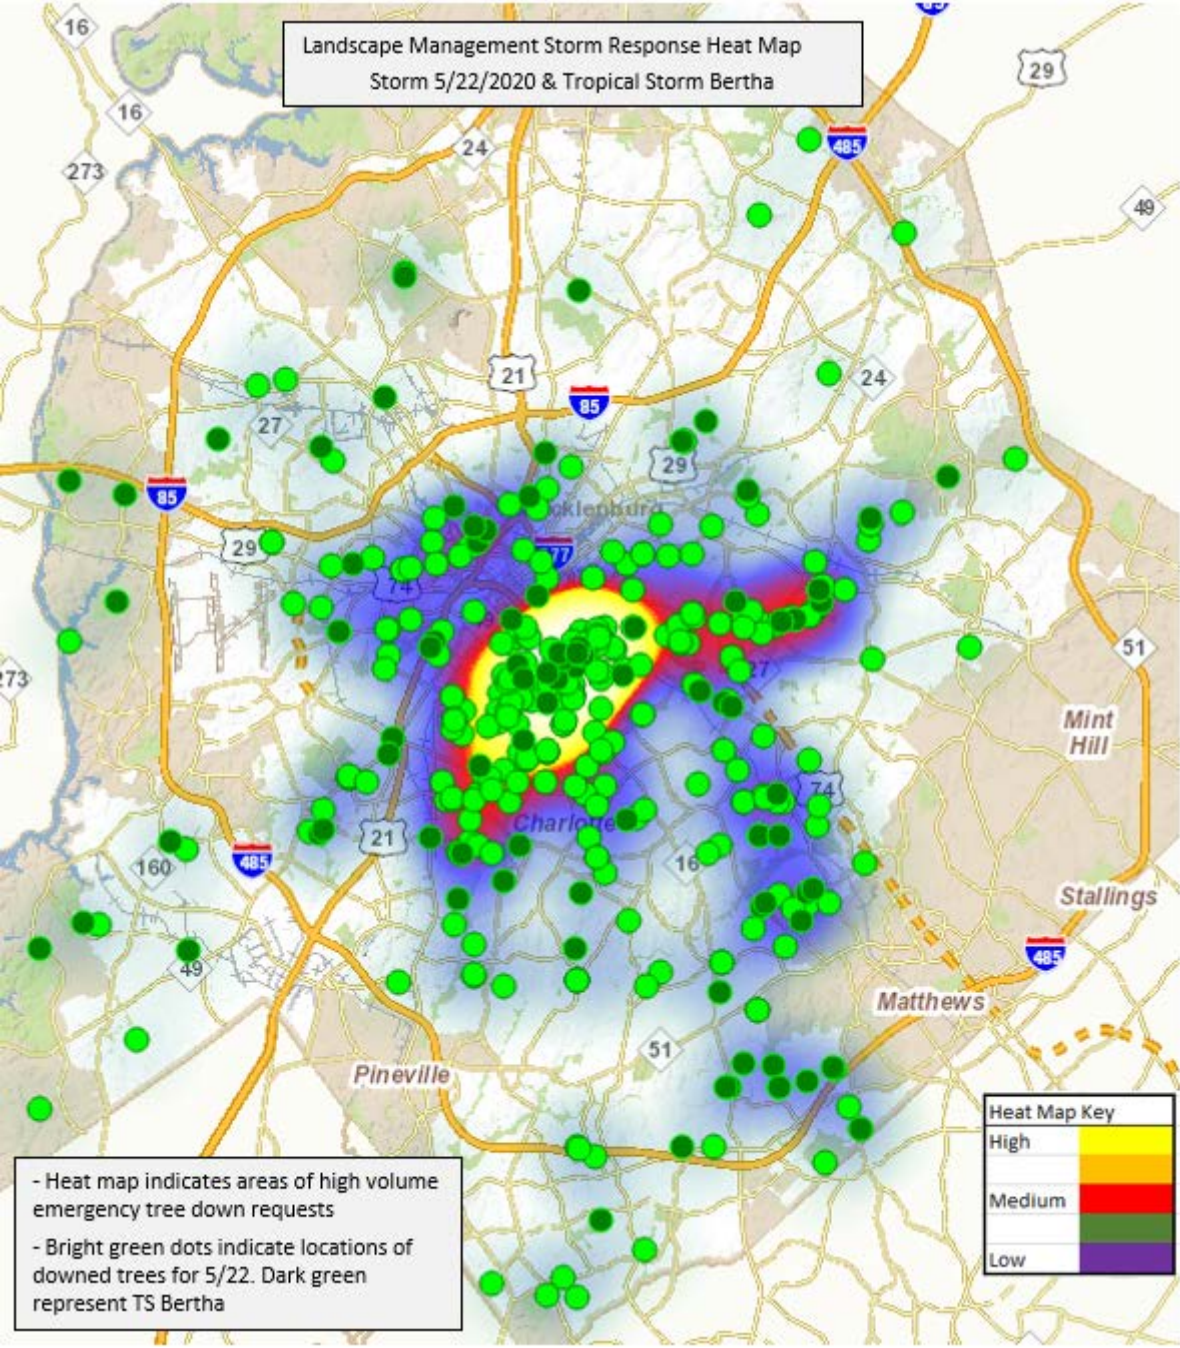 Landscape Management Storm Response Heat Map
Storm 5/22/2020 & Tropical Storm Bertha
16
85
29
16
485
24
273
49
21
24
85
27
29
85
cklenburg
29
77
74
51
273
27
Mint
Hill
74
Charlotte
21
16
160
485
Stallings
485
49
Matthews
51
Pineville
Heat Map Key
High
Medium
Low
- Heat map indicates areas of high volume
emergency tree down requests
- Bright green dots indicate locations of
downed trees for 5/22. Dark green
represent TS Bertha